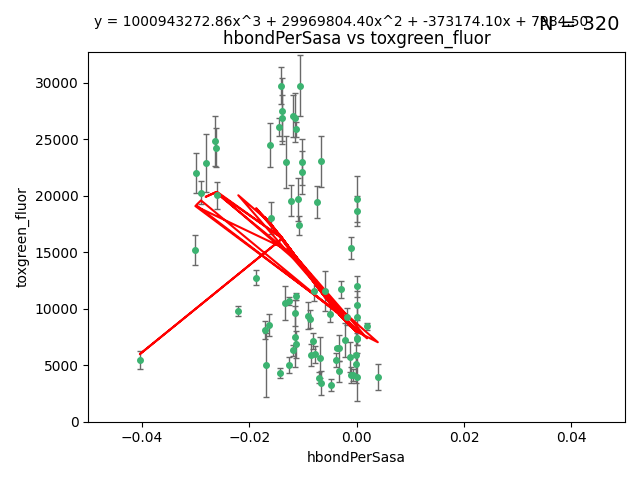 y = 1000943272.86x^3 + 29969804.40x^2 + -373174.10x +
N = 320
hbondPerSasa vs toxgreen_fluor
30000
25000
20000
15000
10000
5000
0
toxgreen_fluor
−0.04
−0.02
0.00
0.02
0.04
hbondPerSasa